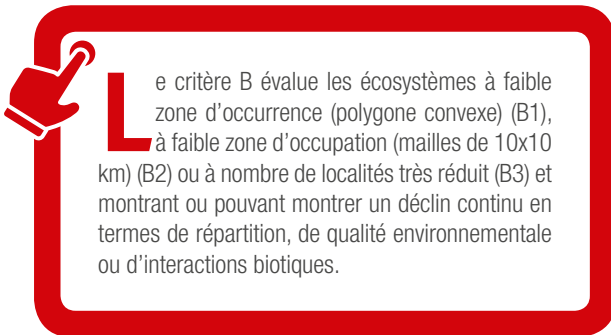 Le critère B évalue les écosystèmes à faible
zone d'occurrence (polygone convexe) (B1),
à faible zone d'occupation (mailles de 10x10
km) (B2) ou à nombre de localités très réduit (B3) et
montrant ou pouvant montrer un déclin continu en
termes de répartition, de qualité environnementale
ou d'interactions biotiques.